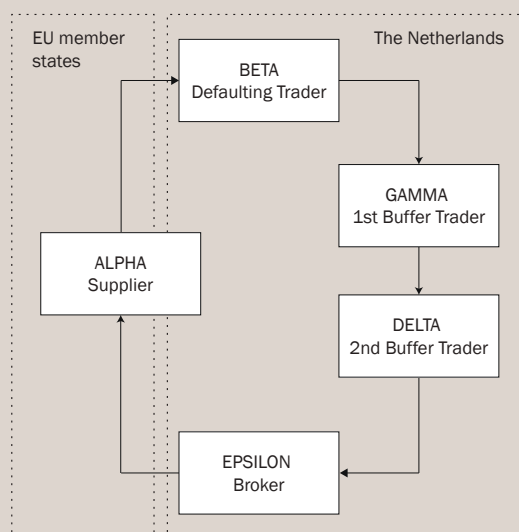 EU member
states
The Netherlands
BETA
Defaulting Trader
GAMMA
1st Buffer Trader
ALPHA
Supplier
DELTA
2nd Buffer Trader
EPSILON
Broker